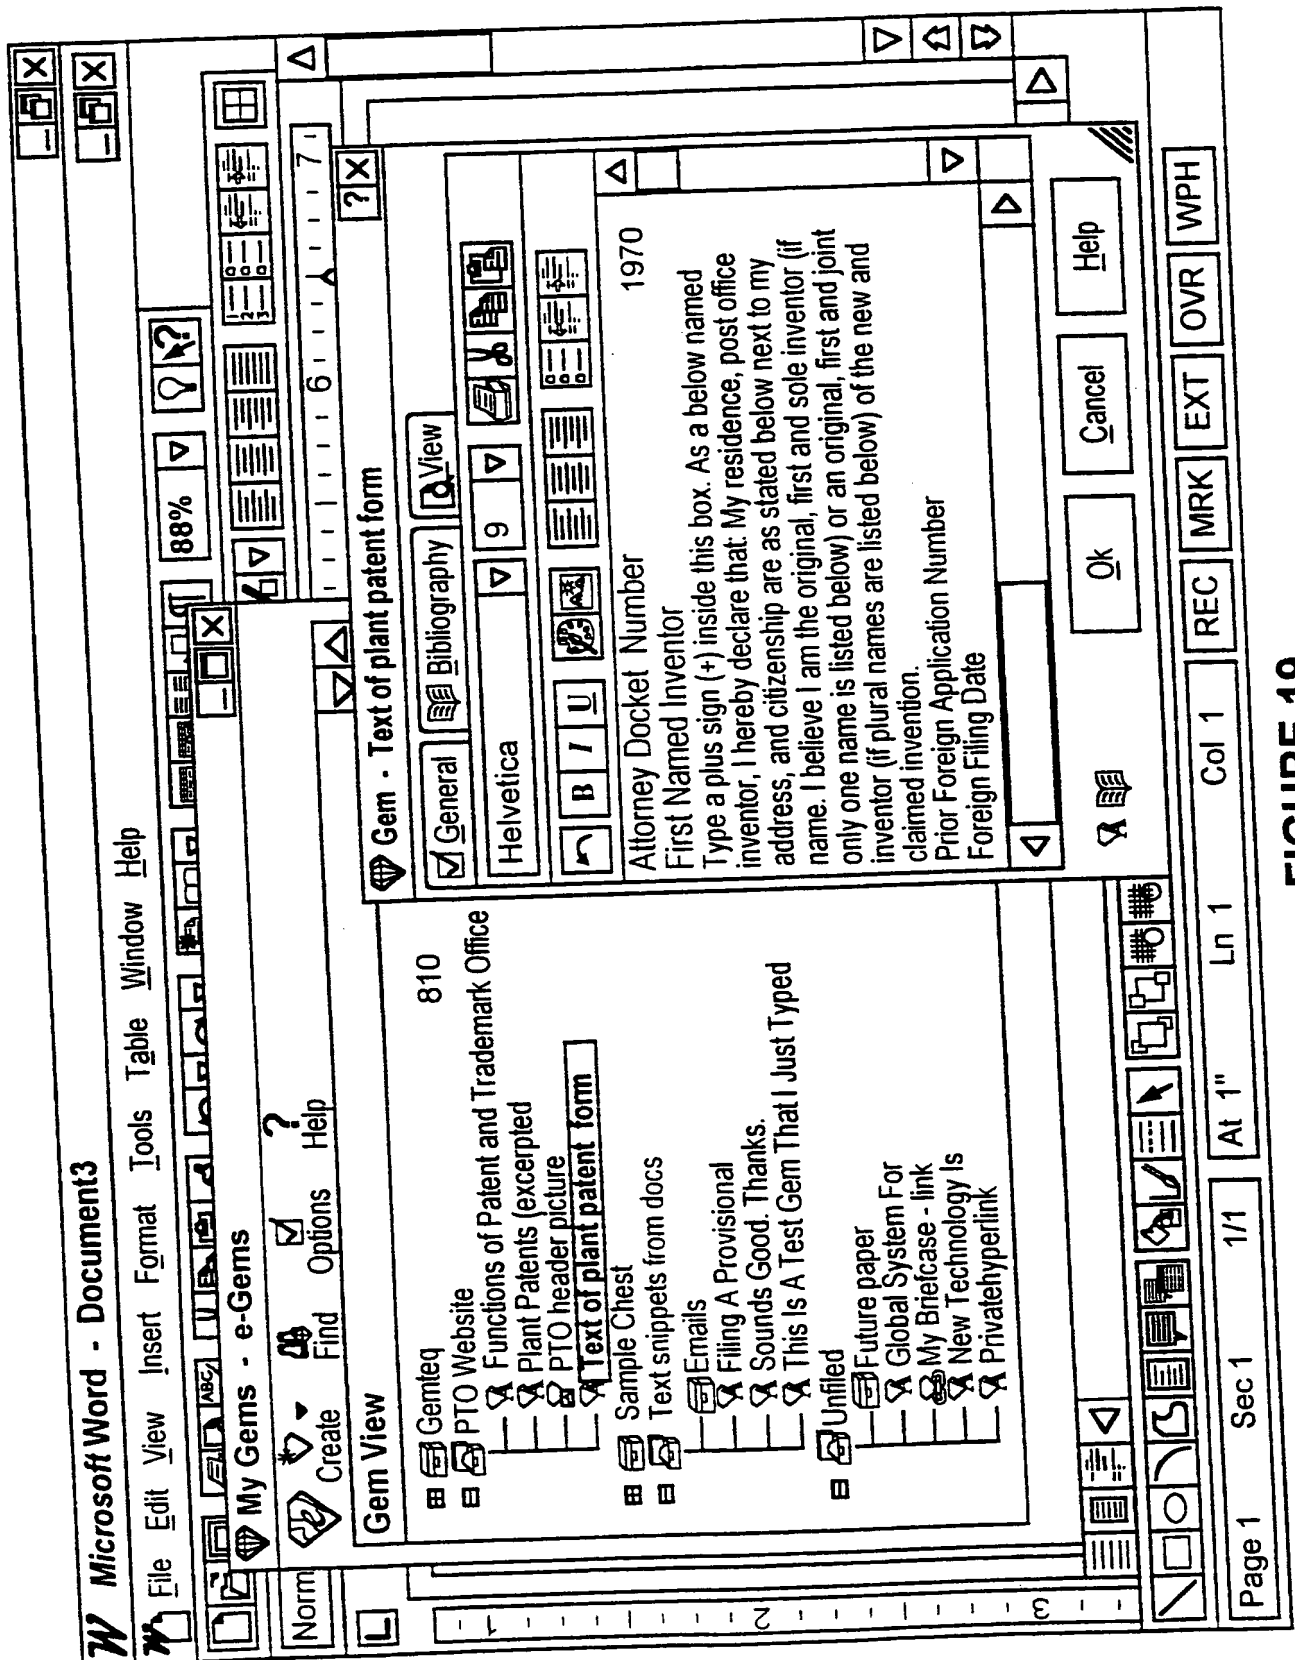 Microsoft Word - Document3
File Edit View Insert Format Tools Table Window Help
ABC
88%
Norm
6 7
My Gems - e-Gems
Create Find Options Help
Gem View
810
Gemteq
PTO Website
Functions of Patent and Trademark Office
Plant Patents (excerpted
PTO header picture
Text of plant patent form
Sample Chest
Text snippets from docs
Emails
Filing A Provisional
Sounds Good. Thanks.
This Is A Test Gem That I Just Typed
Unfiled
Future paper
Global System For
My Briefcase - link
New Technology Is
Privatehyperlink
Gem - Text of plant patent form
General Bibliography View
Helvetica 9
B I U
Attorney Docket Number 1970
First Named Inventor
Type a plus sign (+) inside this box. As a below named
inventor, I hereby declare that: My residence, post office
address, and citizenship are as stated below next to my
name. I believe I am the original, first and sole inventor (if
only one name is listed below) or an original, first and joint
inventor (if plural names are listed below) of the new and
claimed invention.
Prior Foreign Application Number
Foreign Filing Date
Ok Cancel Help
1
2
3
Page 1 Sec 1 1/1 At 1" Ln 1 Col 1 REC MRK EXT OVR WPH
FIGURE 19